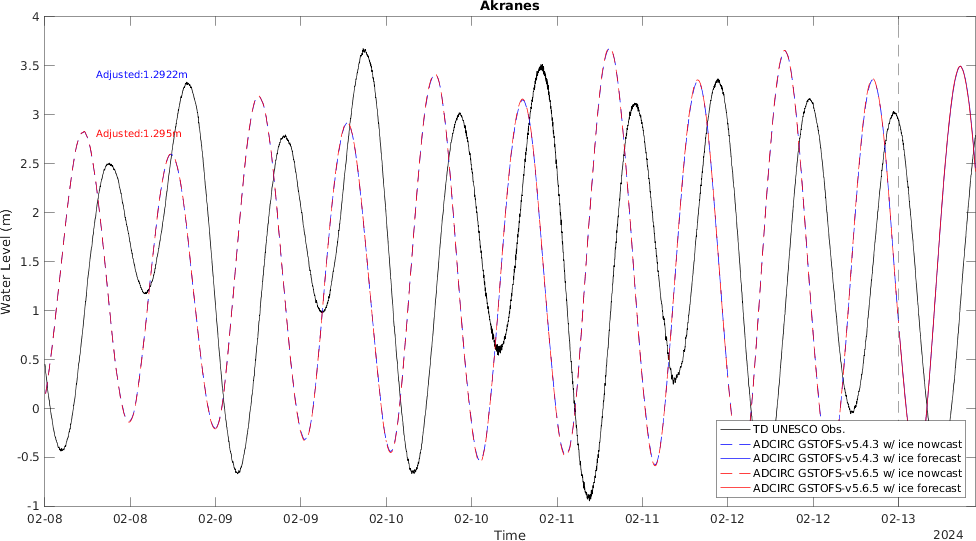 Akranes
4
3.5
3
2.5
2
1.5
1
0.5
0
-0.5
-1
Water Level (m)
Adjusted:1.2922m
Adjusted:1.295m
TD UNESCO Obs.
ADCIRC GSTOFS-v5.4.3 w/ ice nowcast
ADCIRC GSTOFS-v5.4.3 w/ ice forecast
ADCIRC GSTOFS-v5.6.5 w/ ice nowcast
ADCIRC GSTOFS-v5.6.5 w/ ice forecast
02-08 02-08 02-09 02-09 02-10 02-10 02-11 02-11 02-12 02-12 02-13
Time
2024